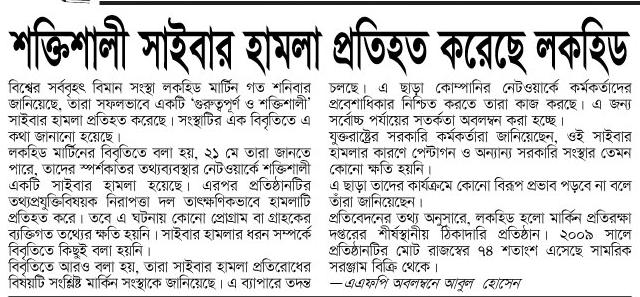 শক্তিশালী সাইবার হামলা প্রতিহত করেছে লকহিড
বিশ্বের সর্ববৃহৎ বিমান সংস্থা লকহিড মার্টিন গত শনিবার
জানিয়েছে, তারা সফলভাবে একটি ‘গুরুত্বপূর্ণ ও শক্তিশালী’
সাইবার হামলা প্রতিহত করেছে। সংস্থাটির এক বিবৃতিতে এ
কথা জানানো হয়েছে।
লকহিড মার্টিনের বিবৃতিতে বলা হয়, ২১ মে তারা জানতে
পারে, তাদের স্পর্শকাতর তথ্যব্যবস্থার নেটওয়ার্কে শক্তিশালী
একটি সাইবার হামলা হয়েছে। এরপর প্রতিষ্ঠানটির
তথ্যপ্রযুক্তিবিষয়ক নিরাপত্তা দল তাৎক্ষণিকভাবে হামলাটি
প্রতিহত করে। তবে এ ঘটনায় কোনো প্রোগ্রাম বা গ্রাহকের
ব্যক্তিগত তথ্যের ক্ষতি হয়নি। সাইবার হামলার ধরন সম্পর্কে
বিবৃতিতে কিছুই বলা হয়নি।
বিবৃতিতে আরও বলা হয়, তারা সাইবার হামলা প্রতিরোধের
বিষয়টি সংশ্লিষ্ট মার্কিন সংস্থাকে জানিয়েছে। এ ব্যাপারে তদন্ত
চলছে। এ ছাড়া কোম্পানির নেটওয়ার্কে কর্মকর্তাদের
প্রবেশাধিকার নিশ্চিত করতে তারা কাজ করছে। এ জন্য
সর্বোচ্চ পর্যায়ের সতর্কতা অবলম্বন করা হচ্ছে।
যুক্তরাষ্ট্রের সরকারি কর্মকর্তারা জানিয়েছেন, ওই সাইবার
হামলার কারণে পেন্টাগন ও অন্যান্য সরকারি সংস্থার তেমন
কোনো ক্ষতি হয়নি।
এ ছাড়া তাদের কার্যক্রমে কোনো বিরূপ প্রভাব পড়বে না বলে
তাঁরা জানিয়েছেন।
প্রতিবেদনের তথ্য অনুসারে, লকহিড হলো মার্কিন প্রতিরক্ষা
দপ্তরের শীর্ষস্থানীয় ঠিকাদারি প্রতিষ্ঠান। ২০০৯ সালে
প্রতিষ্ঠানটির মোট রাজস্বের ৭৪ শতাংশ এসেছে সামরিক
সরঞ্জাম বিক্রি থেকে।
—এএফপি অবলম্বনে আবুল হোসেন